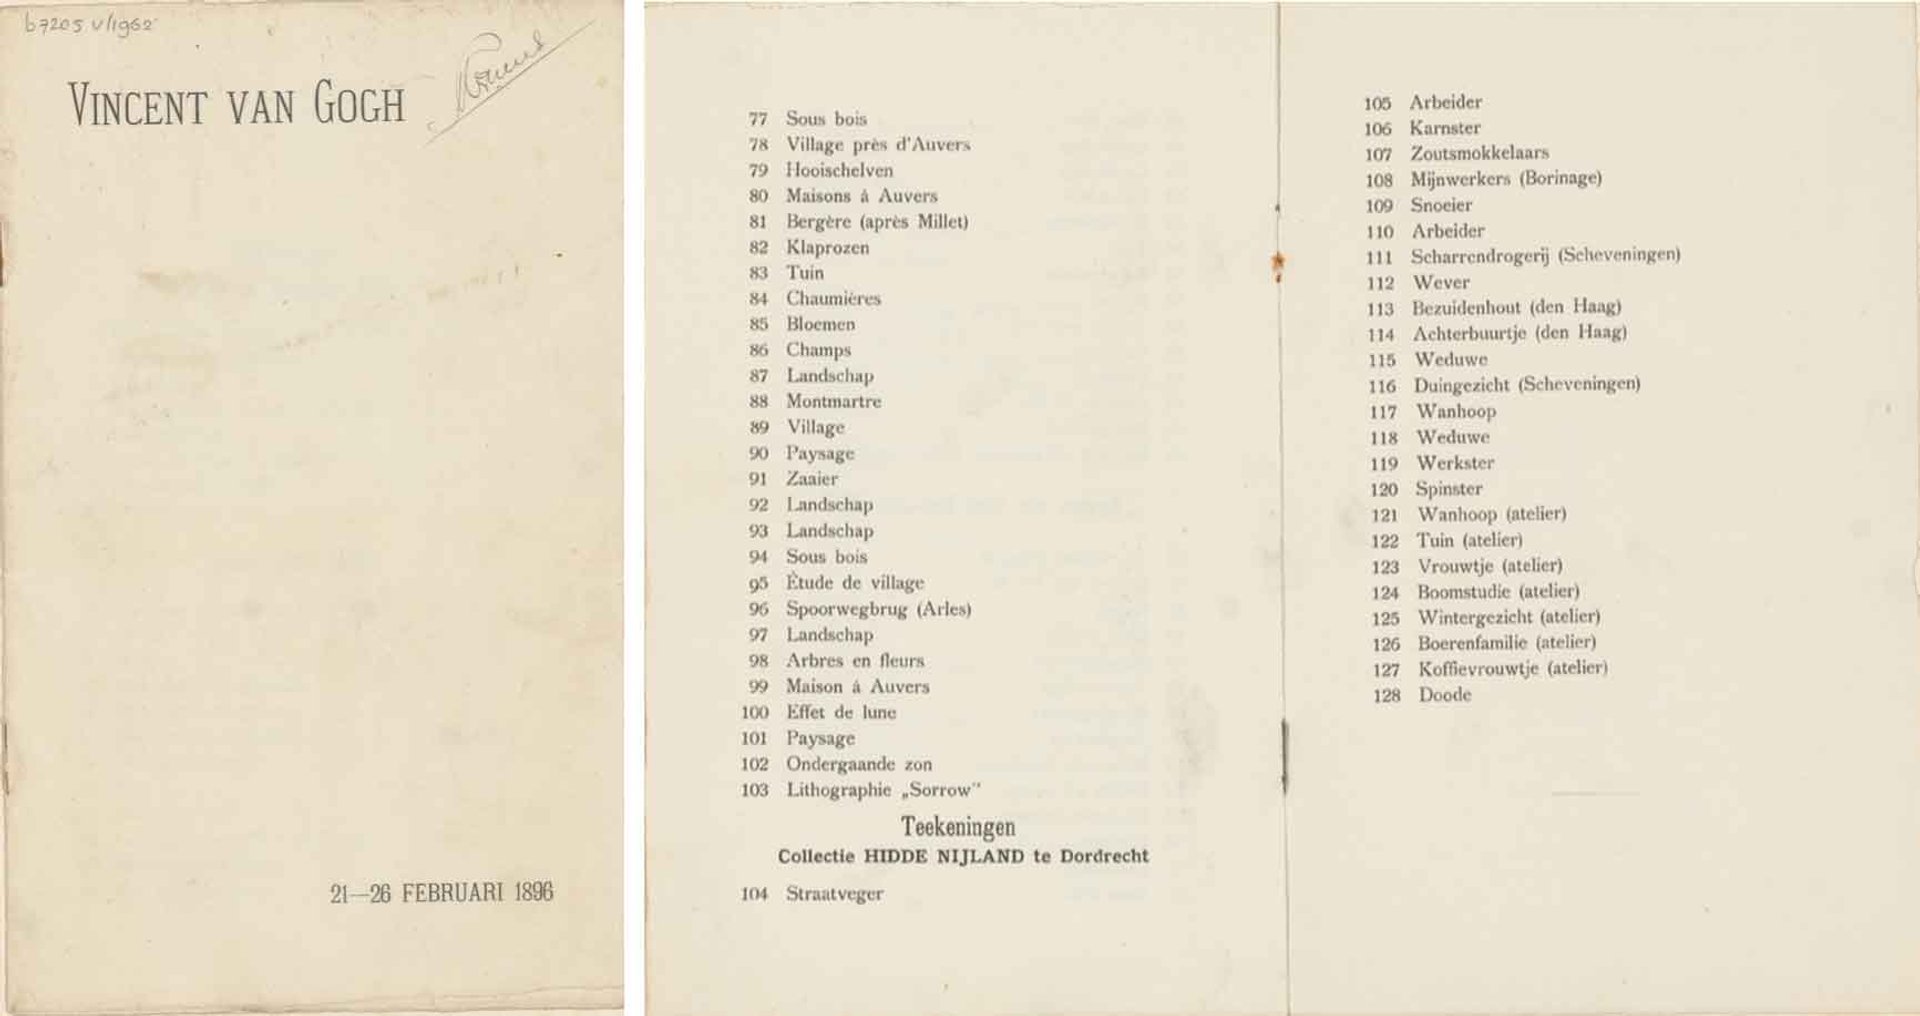 b7205 V/1962
VINCENT VAN GOGH
21—26 FEBRUARI 1896
77 Sous bois
78 Village près d'Auvers
79 Hooischelven
80 Maisons à Auvers
81 Bergère (après Millet)
82 Klaprozen
83 Tuin
84 Chaumières
85 Bloemen
86 Champs
87 Landschap
88 Montmartre
89 Village
90 Paysage
91 Zaaier
92 Landschap
93 Landschap
94 Sous bois
95 Étude de village
96 Spoorwegbrug (Arles)
97 Landschap
98 Arbres en fleurs
99 Maison à Auvers
100 Effet de lune
101 Paysage
102 Ondergaande zon
103 Lithographie „Sorrow"
Teekeningen
Collectie HIDDE NIJLAND te Dordrecht
104 Straatveger
105 Arbeider
106 Karnster
107 Zoutsmokkelaars
108 Mijnwerkers (Borinage)
109 Snoeier
110 Arbeider
111 Scharrendrogerij (Scheveningen)
112 Wever
113 Bezuidenhout (den Haag)
114 Achterbuurtje (den Haag)
115 Weduwe
116 Duingezicht (Scheveningen)
117 Wanhoop
118 Weduwe
119 Werkster
120 Spinster
121 Wanhoop (atelier)
122 Tuin (atelier)
123 Vrouwtje (atelier)
124 Boomstudie (atelier)
125 Wintergezicht (atelier)
126 Boerenfamilie (atelier)
127 Koffievrouwtje (atelier)
128 Doode